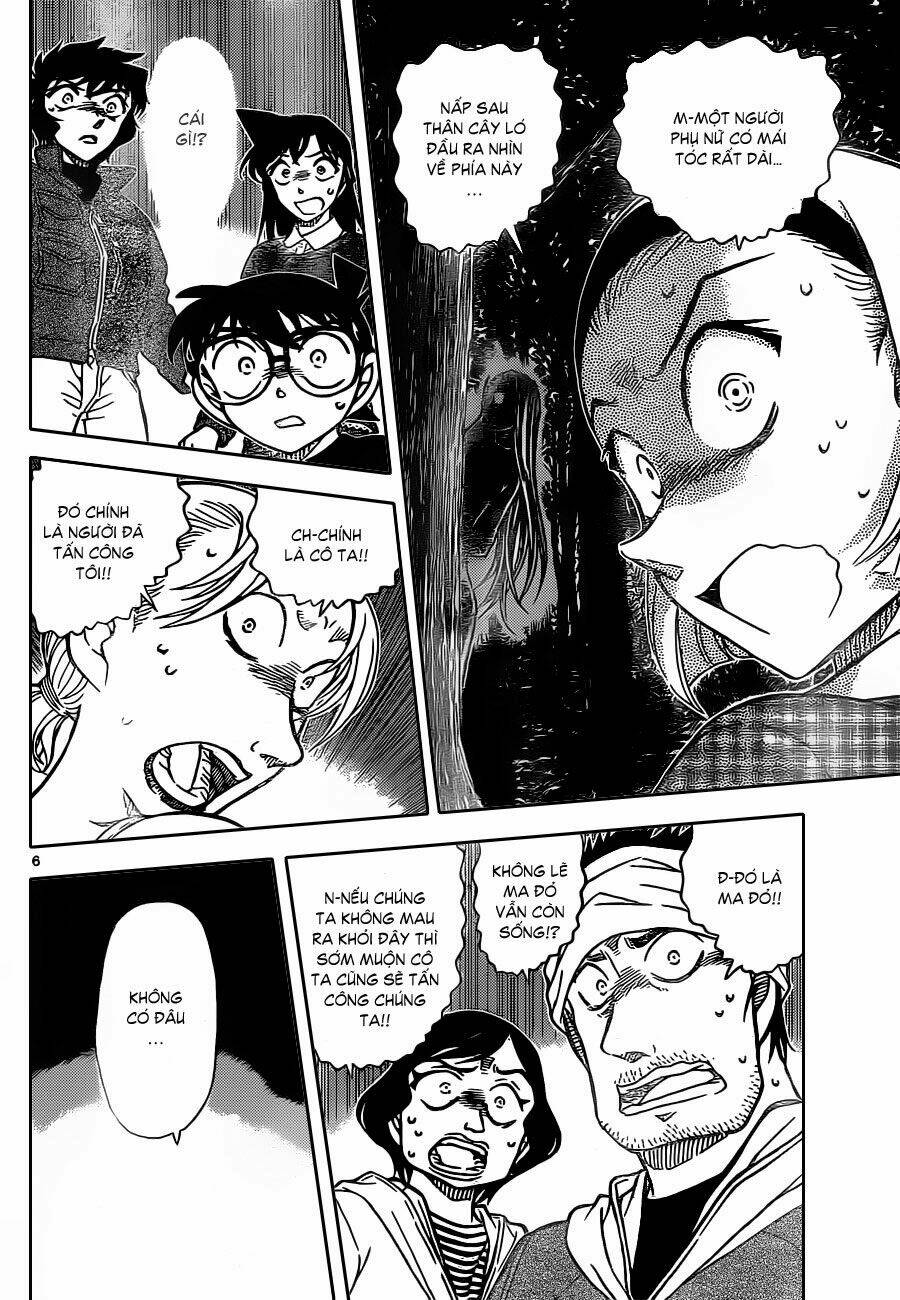 M-MỘT NGƯỜI
PHỤ NỮ CÓ MÁI
TÓC RẤT DÀI...
NẤP SAU
THÂN CÂY LÓ
ĐẦU RA NHÌN
VỀ PHÍA NÀY
...
CÁI
GÌ!?
CH-CHÍNH
LÀ CÔ TA!!
ĐÓ CHÍNH
LÀ NGƯỜI ĐÃ
TẤN CÔNG
TÔI!!
Đ-ĐÓ LÀ
MA ĐÓ!!
KHÔNG LẼ
MA ĐÓ
VẪN CÒN
SỐNG!?
N-NẾU CHÚNG
TA KHÔNG MAU
RA KHỎI ĐÂY THÌ
SỚM MUỘN CÔ
TA CŨNG SẼ TẤN
CÔNG CHÚNG
TA!!
KHÔNG
CÓ ĐÂU
...
6